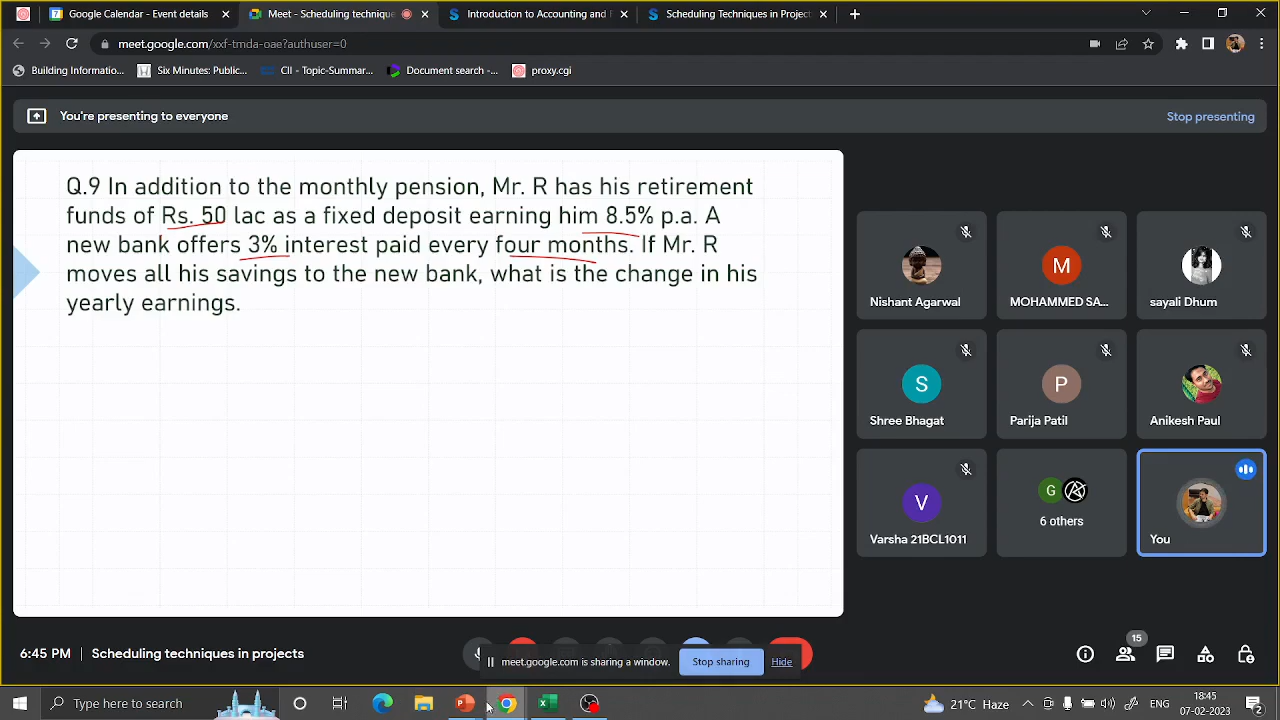 Google Calendar - Event details
Meet - Scheduling technique
Introduction to Accounting and F
Scheduling Techniques in Project
meet.google.com/xxf-tmda-oae?authuser=0
Building Informatio...
Six Minutes: Public...
CII - Topic-Summar...
Document search -...
proxy.cgi
You're presenting to everyone
Stop presenting
Q.9 In addition to the monthly pension, Mr. R has his retirement
funds of Rs. 50 lac as a fixed deposit earning him 8.5% p.a. A
new bank offers 3% interest paid every four months. If Mr. R
moves all his savings to the new bank, what is the change in his
yearly earnings.
Nishant Agarwal
M
MOHAMMED SA...
sayali Dhum
S
Shree Bhagat
P
Parija Patil
Anikesh Paul
V
Varsha 21BCL1011
G
6 others
You
6:45 PM
Scheduling techniques in projects
meet.google.com is sharing a window.
Stop sharing
Hide
15
Type here to search
21°C Haze
ENG
18:45
07-02-2023